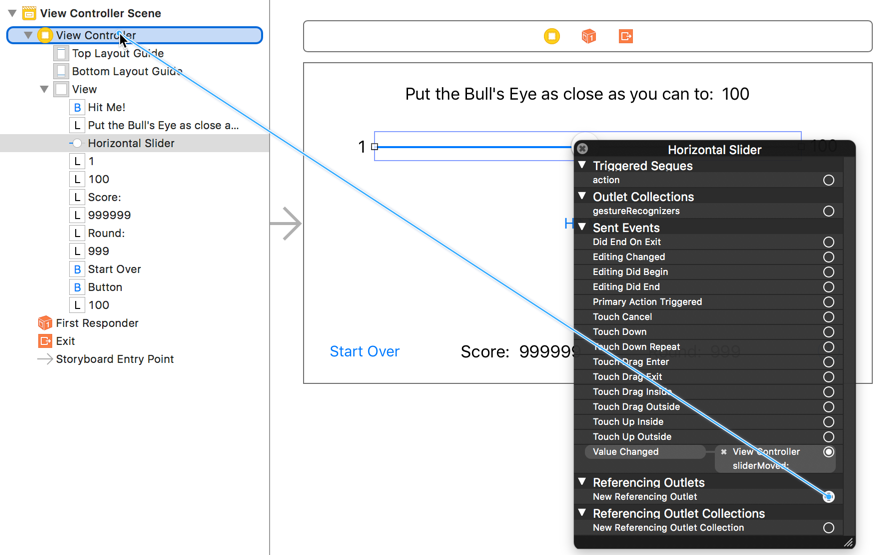 View Controller Scene
View Controller
Top Layout Guide
Bottom Layout Guide
View
B Hit Me!
L Put the Bull's Eye as close a...
Horizontal Slider
L 1
L 100
L Score:
L 999999
L Round:
L 999
B Start Over
B Button
L 100
First Responder
Exit
Storyboard Entry Point
Put the Bull's Eye as close as you can to: 100
1
100
H
Start Over
Score: 999999
999
Horizontal Slider
Triggered Segues
action
Outlet Collections
gestureRecognizers
Sent Events
Did End On Exit
Editing Changed
Editing Did Begin
Editing Did End
Primary Action Triggered
Touch Cancel
Touch Down
Touch Down Repeat
Touch Drag Enter
Touch Drag Exit
Touch Drag Inside
Touch Drag Outside
Touch Up Inside
Touch Up Outside
Value Changed
View Controller
sliderMoved:
Referencing Outlets
New Referencing Outlet
Referencing Outlet Collections
New Referencing Outlet Collection